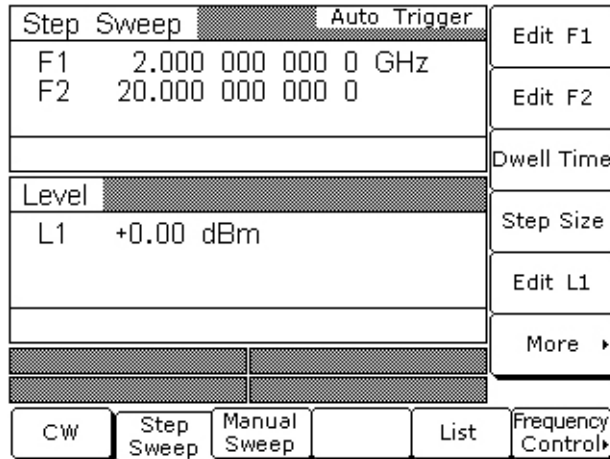 Step Sweep Auto Trigger
F1 2.000 000 000 0 GHz
F2 20.000 000 000 0
Level
L1 +0.00 dBm
Edit F1
Edit F2
Dwell Time
Step Size
Edit L1
More
CW
Step
Sweep
Manual
Sweep
List
Frequency
Control